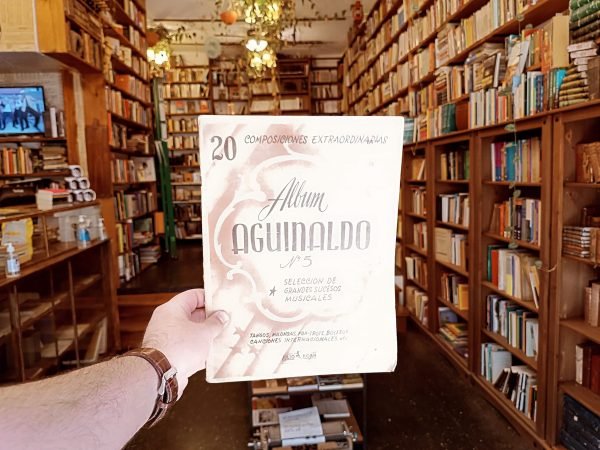 20 COMPOSICIONES EXTRAORDINARIAS
Album
AGUINALDO
Nº 5
SELECCION DE
GRANDES SUCESOS
MUSICALES
TANGOS, MILONGAS, FOX-TROTS, BOLEROS
CANCIONES INTERNACIONALES, etc.